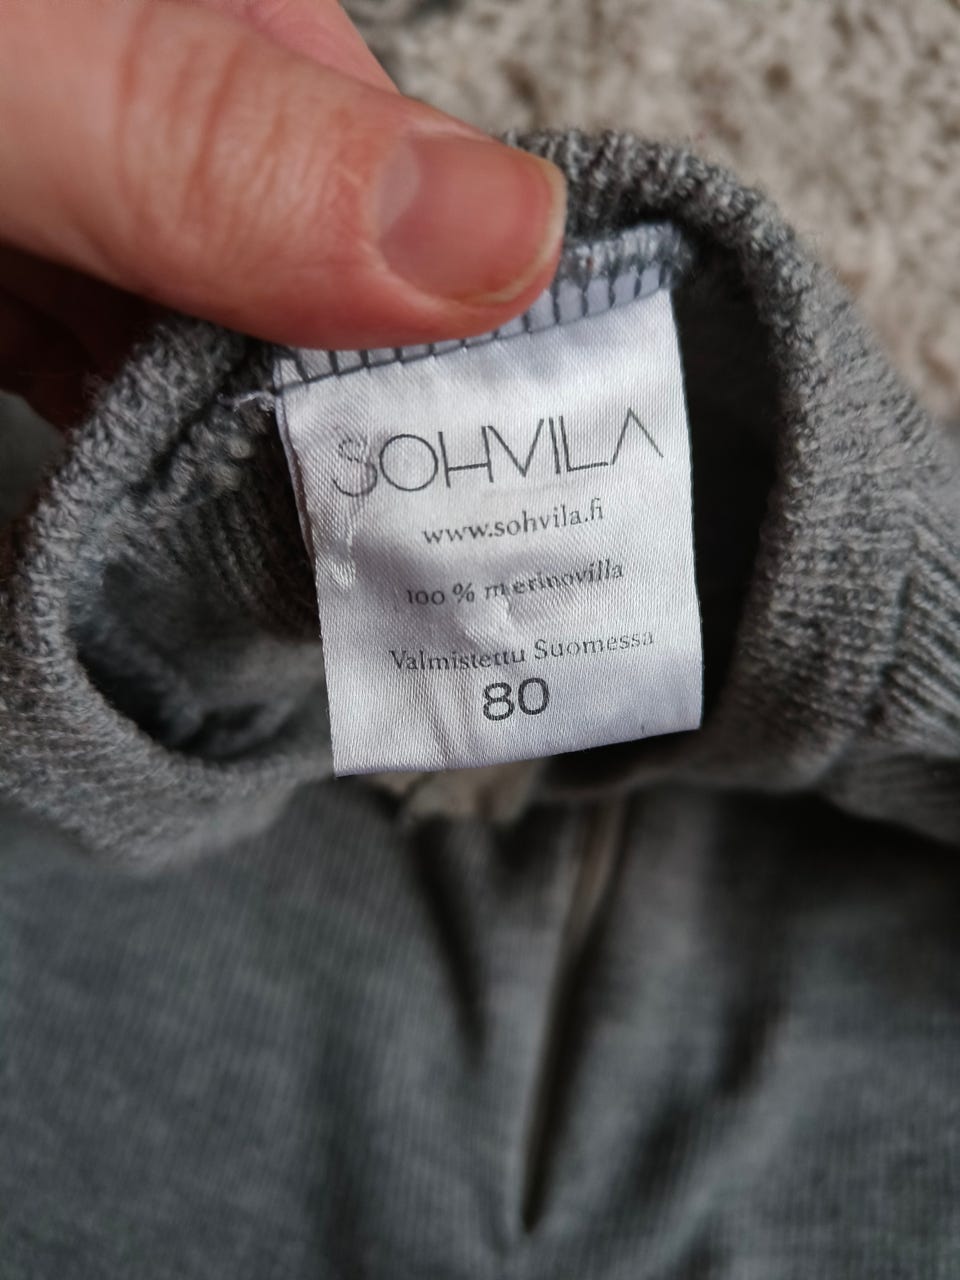 SOHVILA
www.sohvila.fi
100 % merinovilla
Valmistettu Suomessa
80